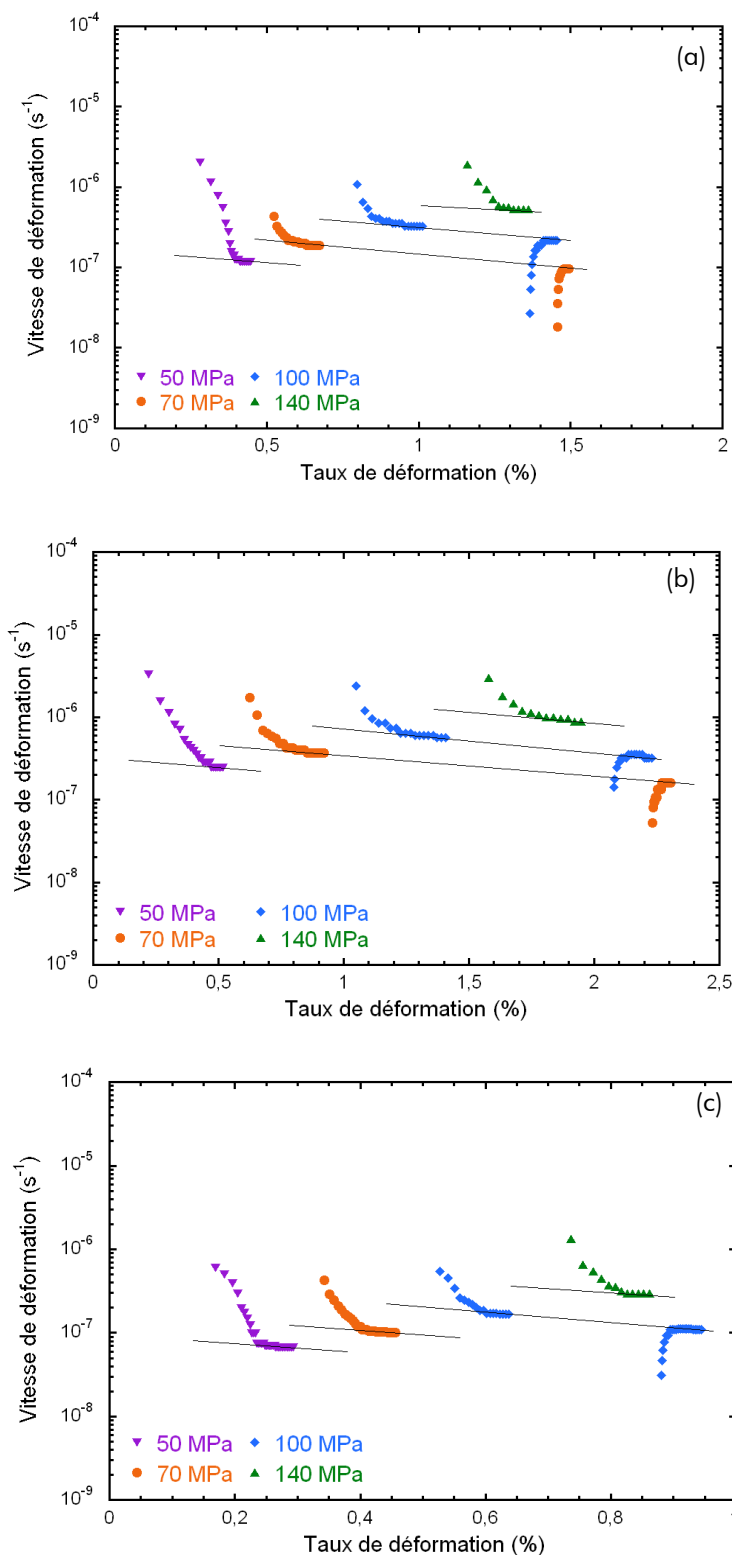 (a)
10⁻⁴
10⁻⁵
10⁻⁶
10⁻⁷
10⁻⁸
10⁻⁹
Vitesse de déformation (s⁻¹)
50 MPa
100 MPa
70 MPa
140 MPa
0
0,5
1
1,5
2
Taux de déformation (%)
(b)
10⁻⁴
10⁻⁵
10⁻⁶
10⁻⁷
10⁻⁸
10⁻⁹
Vitesse de déformation (s⁻¹)
50 MPa
100 MPa
70 MPa
140 MPa
0
0,5
1
1,5
2
2,5
Taux de déformation (%)
(c)
10⁻⁴
10⁻⁵
10⁻⁶
10⁻⁷
10⁻⁸
10⁻⁹
Vitesse de déformation (s⁻¹)
50 MPa
100 MPa
70 MPa
140 MPa
0
0,2
0,4
0,6
0,8
Taux de déformation (%)